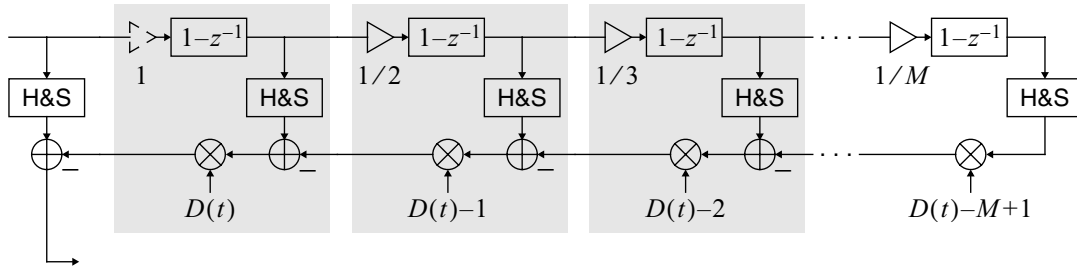 1–z⁻¹ 1–z⁻¹ 1–z⁻¹ · · · 1–z⁻¹
1 1/2 1/3 1/M
H&S H&S H&S H&S H&S
– – – – · · ·
D(t) D(t)–1 D(t)–2 D(t)–M+1